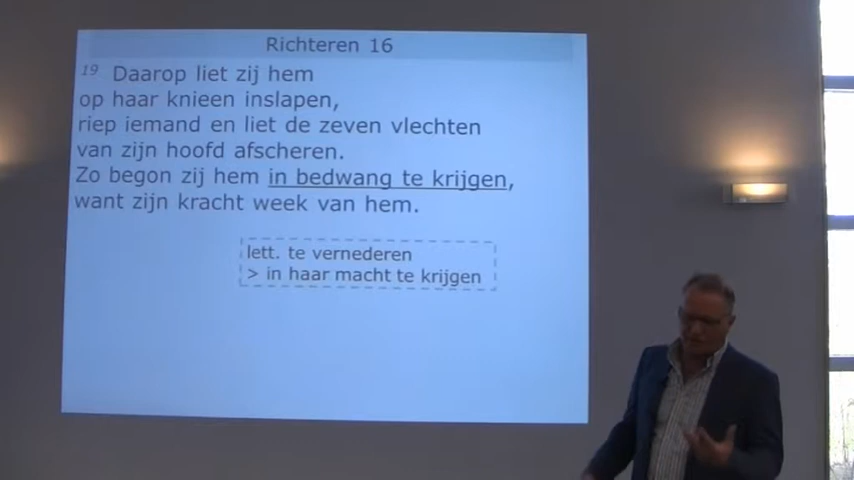 Richteren 16
19 Daarop liet zij hem
op haar knieen inslapen,
riep iemand en liet de zeven vlechten
van zijn hoofd afscheren.
Zo begon zij hem in bedwang te krijgen,
want zijn kracht week van hem.
lett. te vernederen
> in haar macht te krijgen